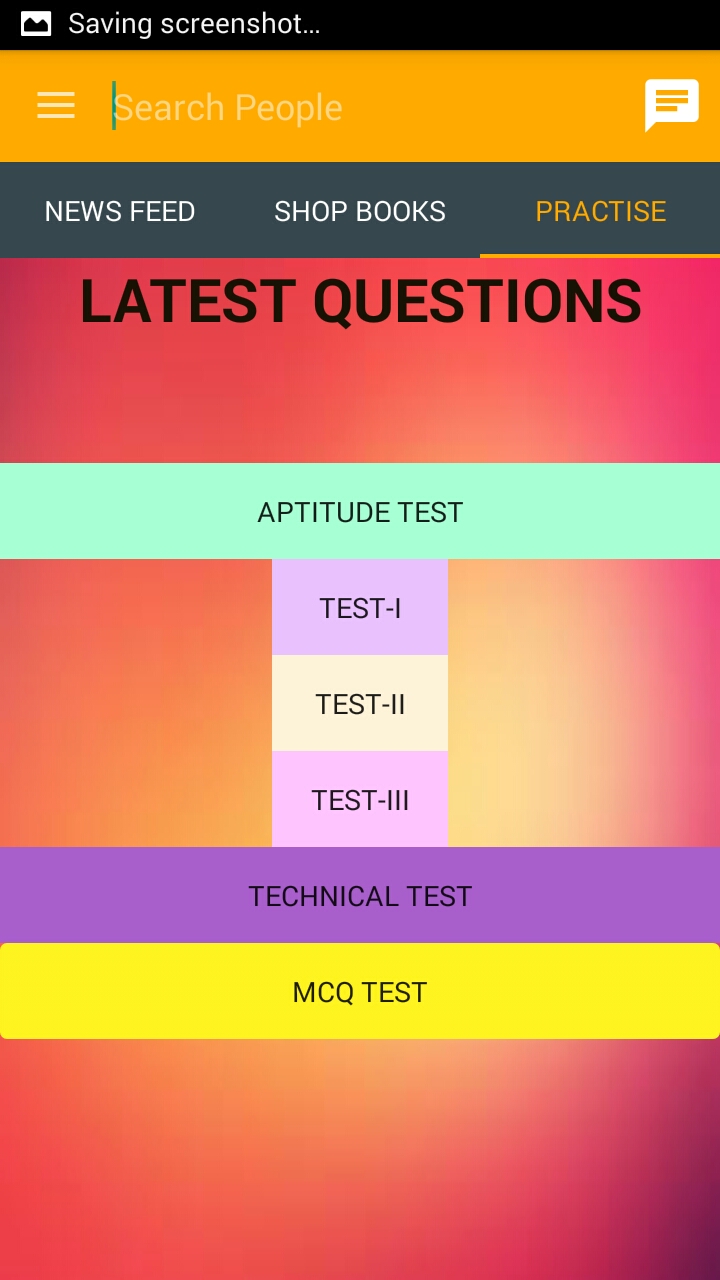 Saving screenshot...
Search People
NEWS FEED SHOP BOOKS PRACTISE
LATEST QUESTIONS
APTITUDE TEST
TEST-I
TEST-II
TEST-III
TECHNICAL TEST
MCQ TEST